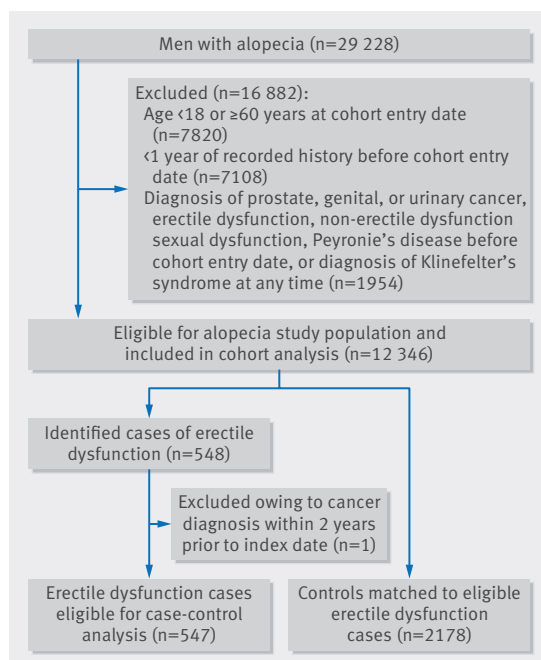 Men with alopecia (n=29 228)
Excluded (n=16 882):
Age <18 or ≥60 years at cohort entry date
(n=7820)
<1 year of recorded history before cohort entry
date (n=7108)
Diagnosis of prostate, genital, or urinary cancer,
erectile dysfunction, non-erectile dysfunction
sexual dysfunction, Peyronie's disease before
cohort entry date, or diagnosis of Klinefelter's
syndrome at any time (n=1954)
Eligible for alopecia study population and
included in cohort analysis (n=12 346)
Identified cases of erectile
dysfunction (n=548)
Excluded owing to cancer
diagnosis within 2 years
prior to index date (n=1)
Erectile dysfunction cases
eligible for case-control
analysis (n=547)
Controls matched to eligible
erectile dysfunction
cases (n=2178)